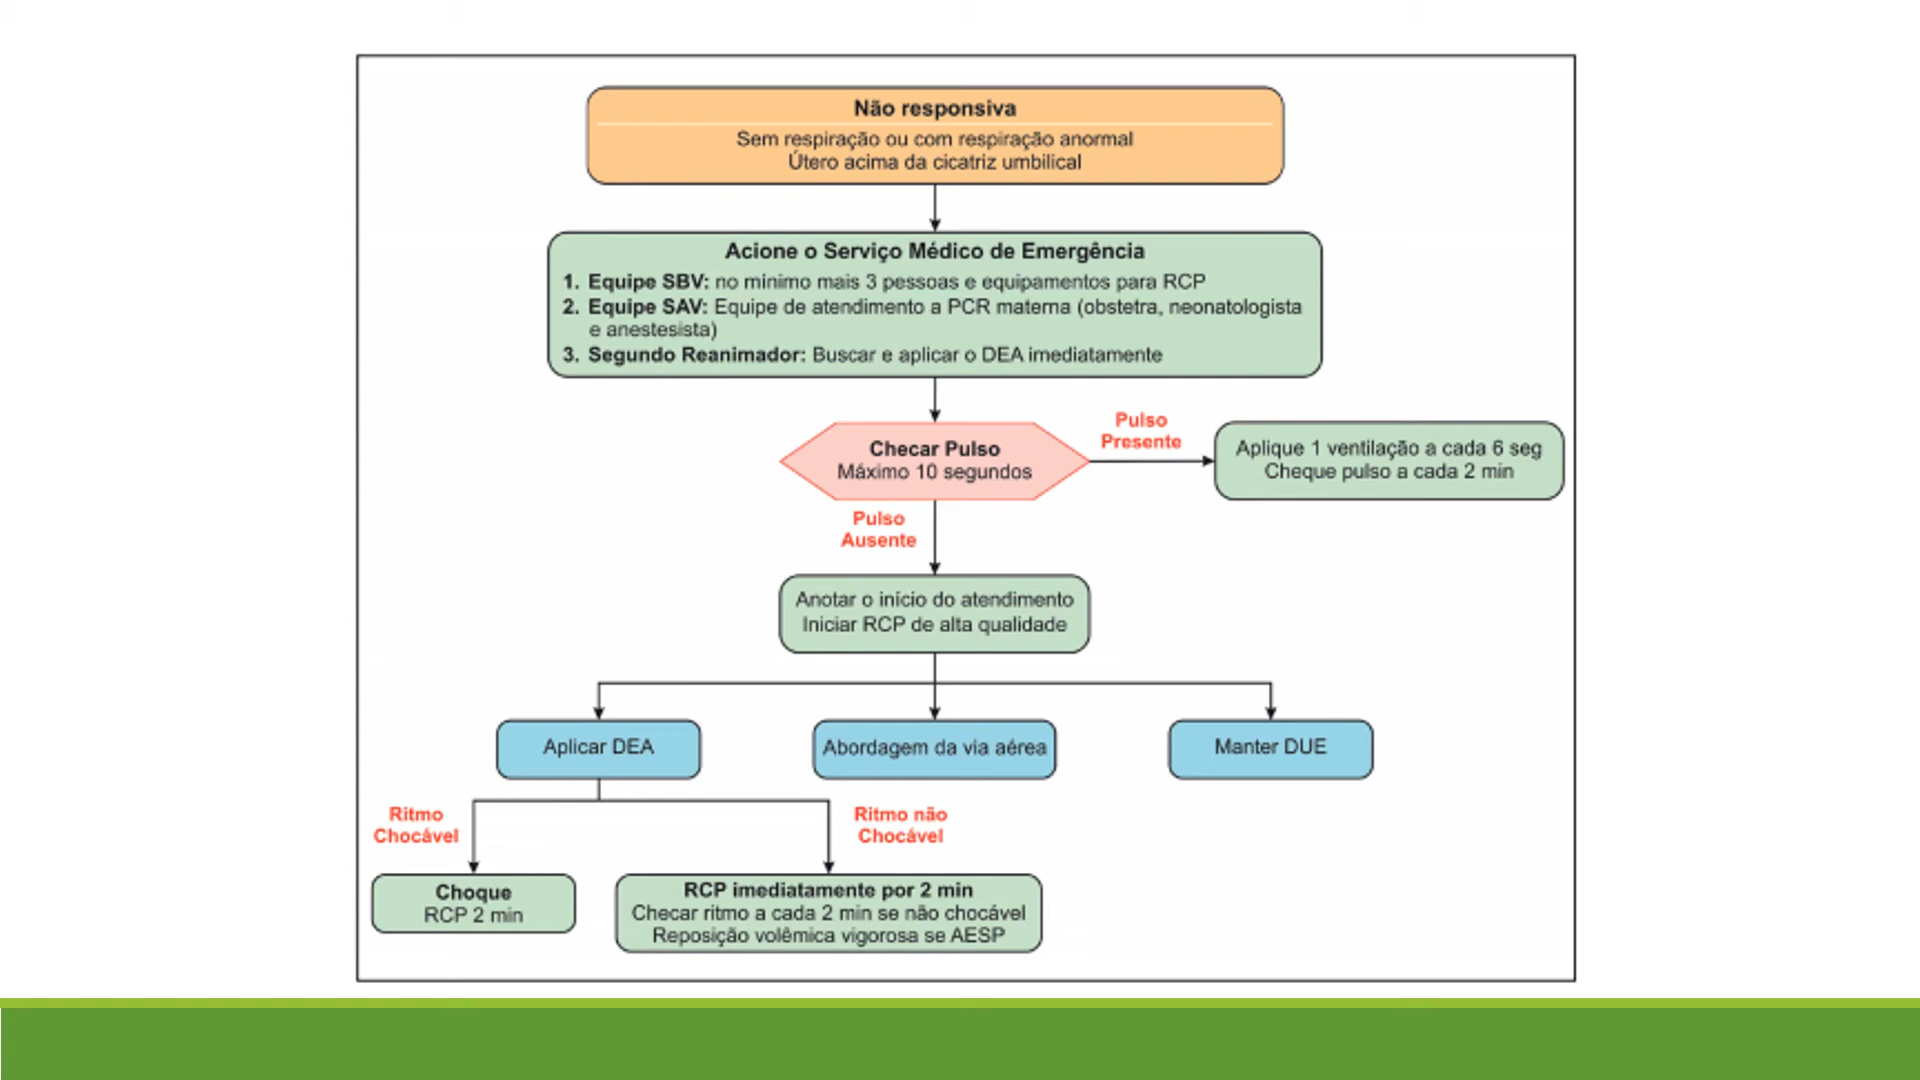 Não responsiva
Sem respiração ou com respiração anormal
Útero acima da cicatriz umbilical
Acione o Serviço Médico de Emergência
1. Equipe SBV: no mínimo mais 3 pessoas e equipamentos para RCP
2. Equipe SAV: Equipe de atendimento a PCR materna (obstetra, neonatologista
e anestesista)
3. Segundo Reanimador: Buscar e aplicar o DEA imediatamente
Checar Pulso
Máximo 10 segundos
Pulso
Presente
Aplique 1 ventilação a cada 6 seg
Cheque pulso a cada 2 min
Pulso
Ausente
Anotar o início do atendimento
Iniciar RCP de alta qualidade
Aplicar DEA
Abordagem da via aérea
Manter DUE
Ritmo
Chocável
Ritmo não
Chocável
Choque
RCP 2 min
RCP imediatamente por 2 min
Checar ritmo a cada 2 min se não chocável
Reposição volêmica vigorosa se AESP